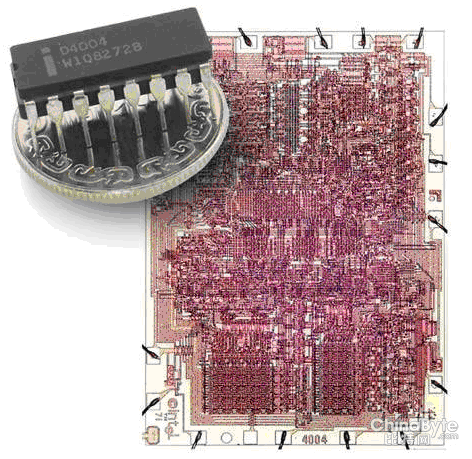 i D4004
W1082728
intel
4004
ChinaByte
比特网